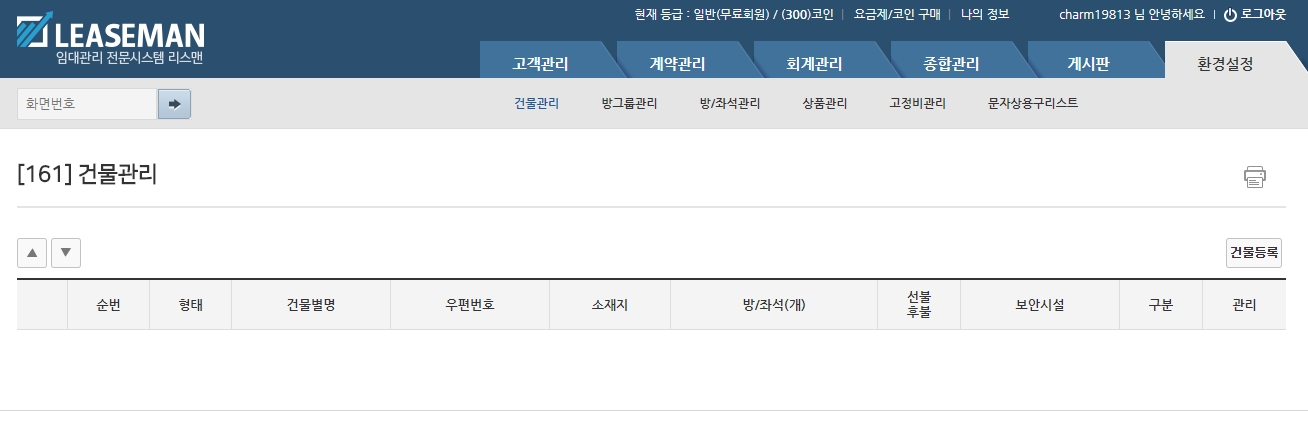 현재 등급 : 일반(무료회원) / (300)코인 | 요금제/코인 구매 | 나의 정보 charm19813 님 안녕하세요 | 로그아웃
LEASEMAN
임대관리 전문시스템 리스맨
고객관리 계약관리 회계관리 종합관리 게시판 환경설정
화면번호 건물관리 방그룹관리 방/좌석관리 상품관리 고정비관리 문자상용구리스트
[161] 건물관리
▲ ▼ 건물등록
순번 형태 건물별명 우편번호 소재지 방/좌석(개) 선불 후불 보안시설 구분 관리